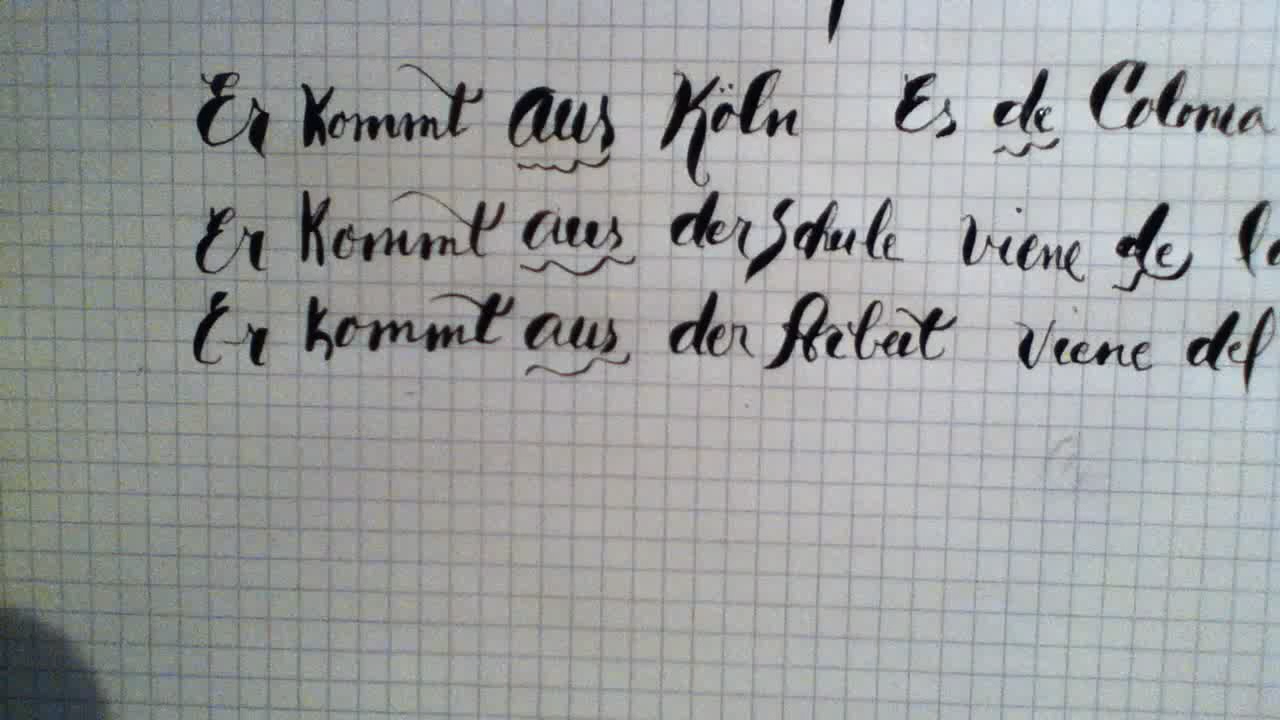 Er kommt aus Köln Es de Colonia
Er kommt aus der Schule viene de
Er kommt aus der Arbeit viene del